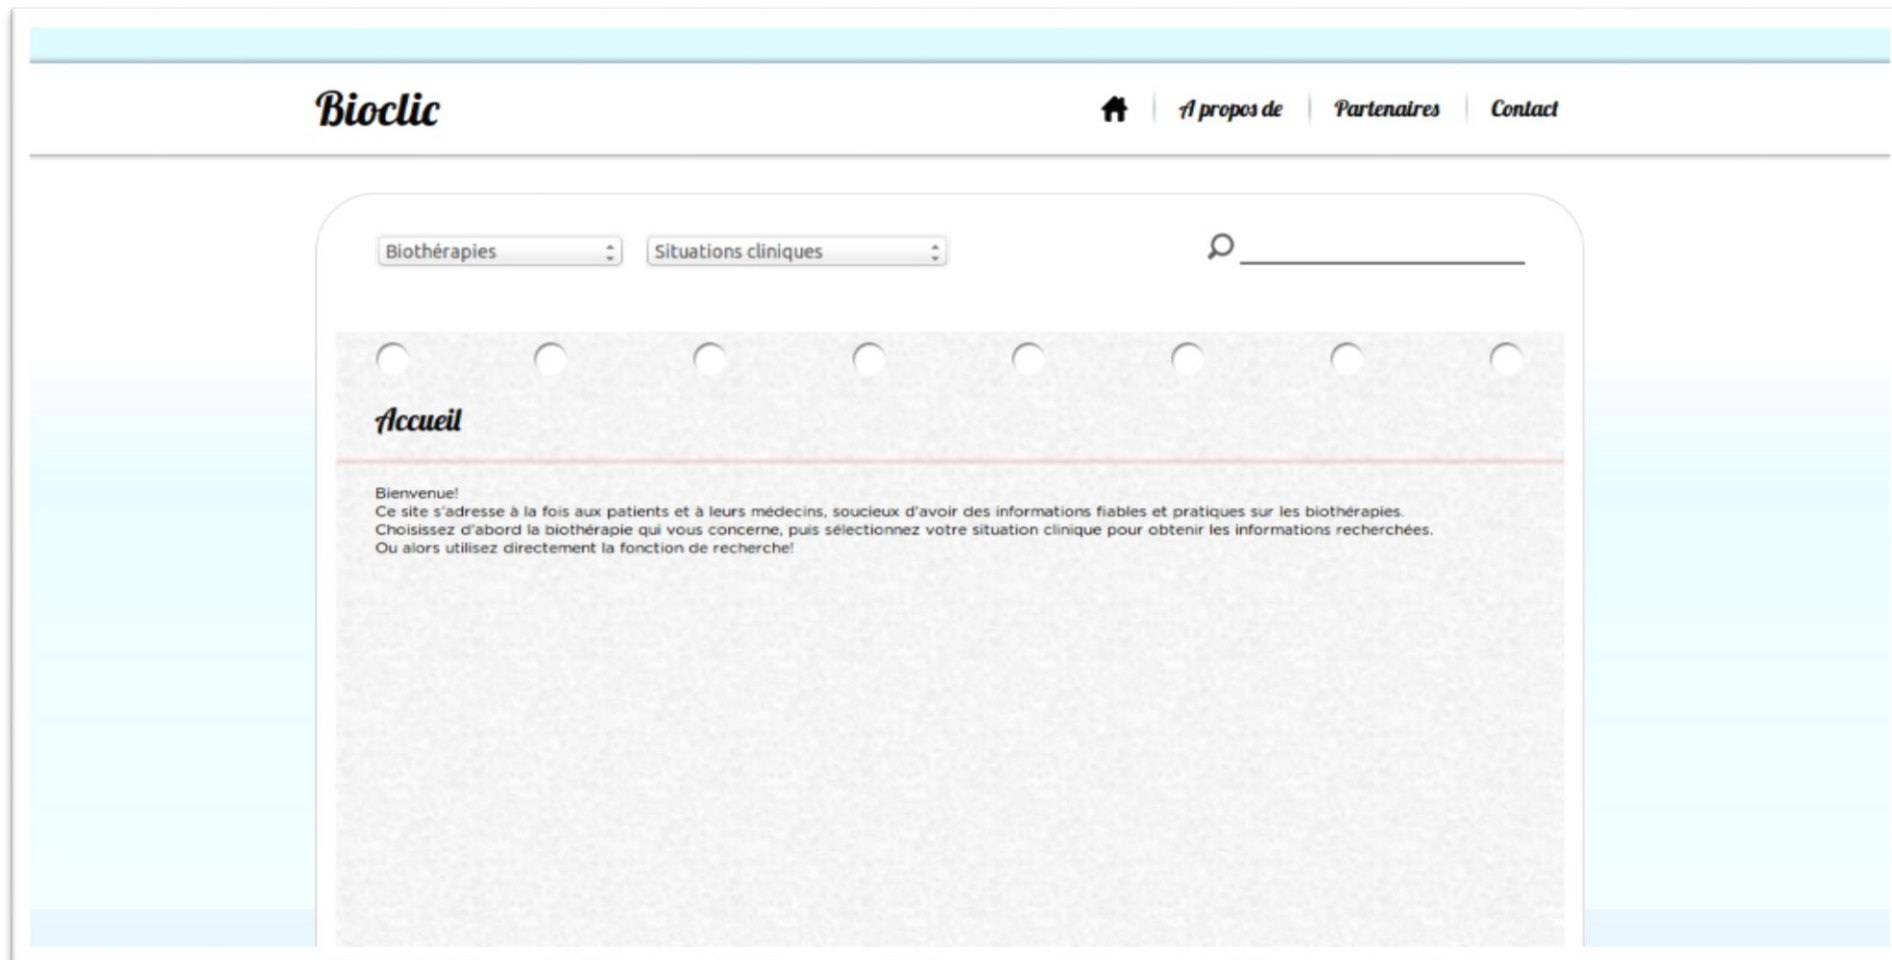 Bioclic
A propos de
Partenaires
Contact
Biothérapies
Situations cliniques
Accueil
Bienvenue!
Ce site s'adresse à la fois aux patients et à leurs médecins, soucieux d'avoir des informations fiables et pratiques sur les biothérapies.
Choisissez d'abord la biothérapie qui vous concerne, puis sélectionnez votre situation clinique pour obtenir les informations recherchées.
Ou alors utilisez directement la fonction de recherche!